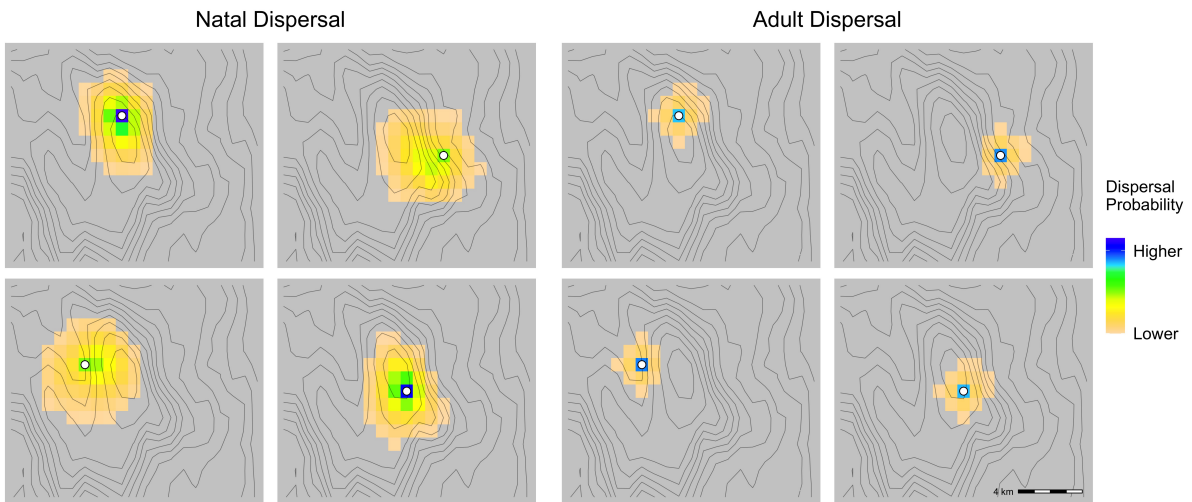 Natal Dispersal
Adult Dispersal
Dispersal
Probability
Higher
Lower
4 km